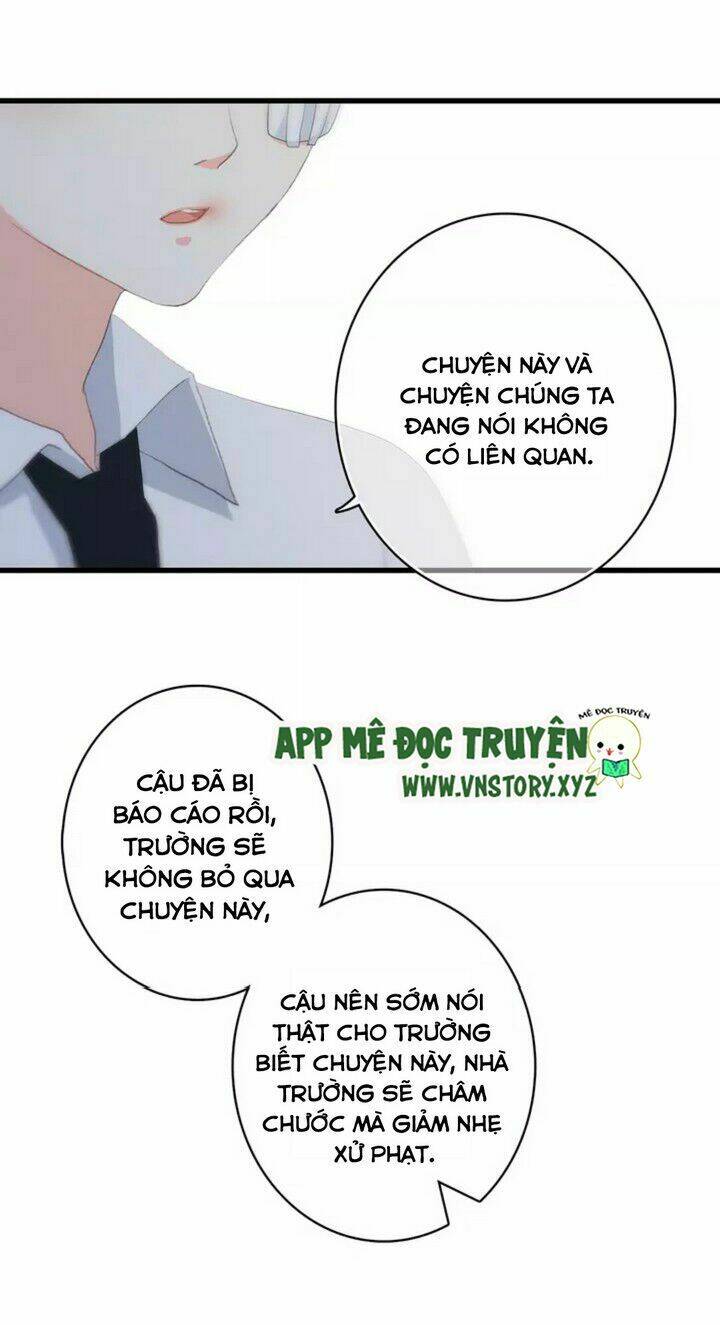 CHUYỆN NÀY VÀ
CHUYỆN CHÚNG TA
ĐANG NÓI KHÔNG
CÓ LIÊN QUAN.
MÊ ĐỌC TRUYỆN
APP MÊ ĐỌC TRUYỆN
WWW.VNSTORY.XYZ
CẬU ĐÃ BỊ
BÁO CÁO RỒI,
TRƯỜNG SẼ
KHÔNG BỎ QUA
CHUYỆN NÀY,
CẬU NÊN SỚM NÓI
THẬT CHO TRƯỜNG
BIẾT CHUYỆN NÀY, NHÀ
TRƯỜNG SẼ CHÂM
CHƯỚC MÀ GIẢM NHẸ
XỬ PHẠT.